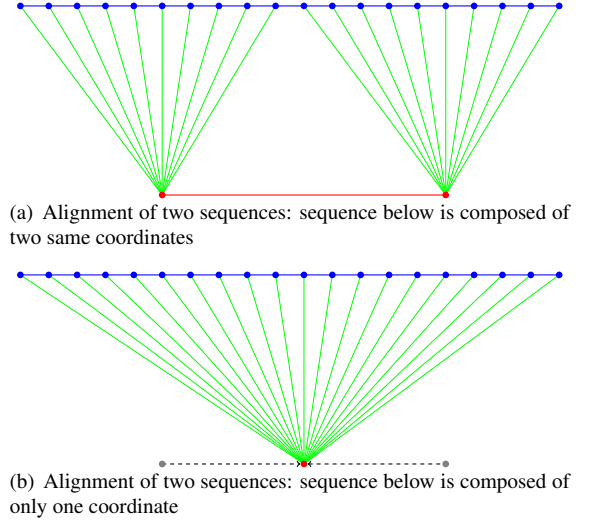 (a) Alignment of two sequences: sequence below is composed of
two same coordinates
(b) Alignment of two sequences: sequence below is composed of
only one coordinate